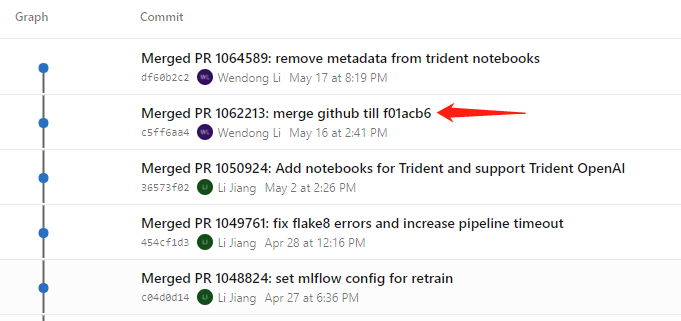 Graph Commit
Merged PR 1064589: remove metadata from trident notebooks
df60b2c2 WL Wendong Li May 17 at 8:19 PM
Merged PR 1062213: merge github till f01acb6
c5ff6aa4 WL Wendong Li May 16 at 2:41 PM
Merged PR 1050924: Add notebooks for Trident and support Trident OpenAI
36573f02 LJ Li Jiang May 2 at 2:26 PM
Merged PR 1049761: fix flake8 errors and increase pipeline timeout
454cf1d3 LJ Li Jiang Apr 28 at 12:16 PM
Merged PR 1048824: set mlflow config for retrain
c04d0d14 LJ Li Jiang Apr 27 at 6:36 PM